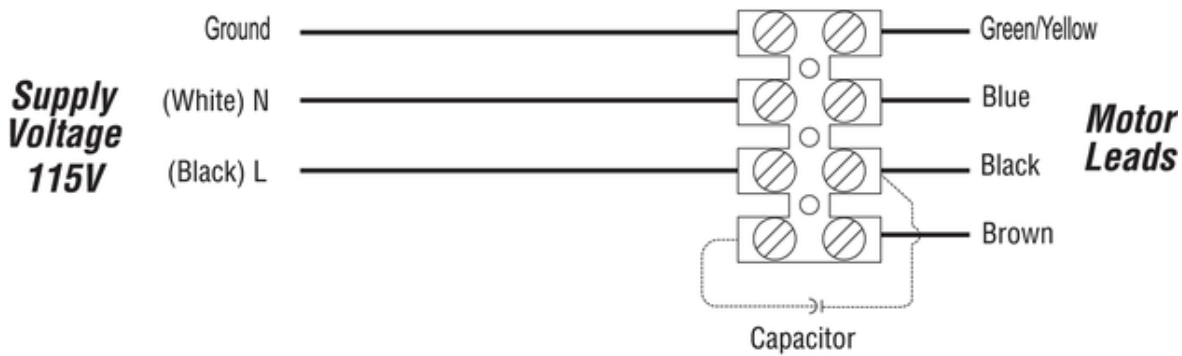 Ground
Green/Yellow
Supply
Voltage
115V
(White) N
Blue
Motor
Leads
(Black) L
Black
Brown
Capacitor